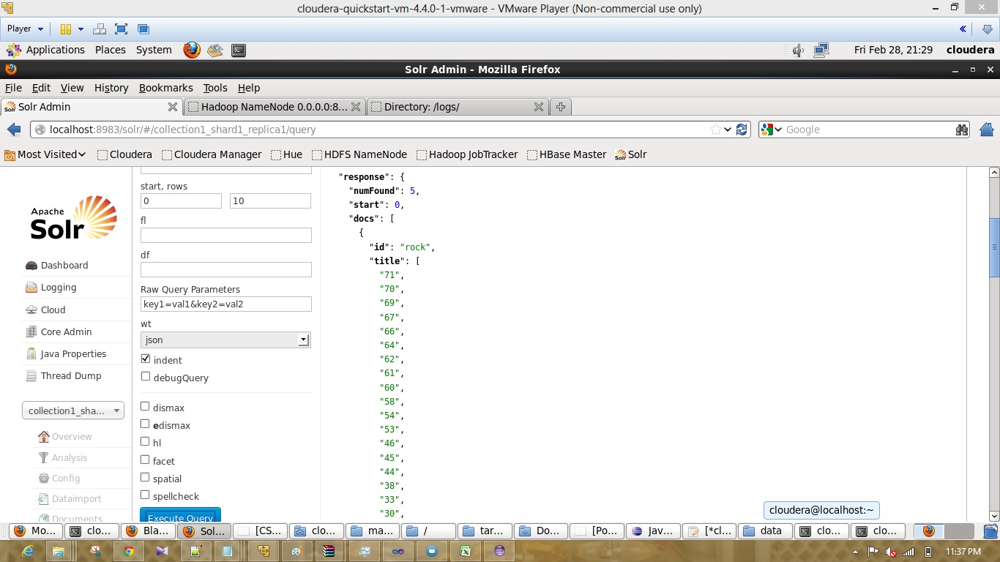 cloudera-quickstart-vm-4.4.0-1-vmware - VMware Player (Non-commercial use only)
Player
Applications Places System Fri Feb 28, 21:29 cloudera
Solr Admin - Mozilla Firefox
File Edit View History Bookmarks Tools Help
Solr Admin Hadoop NameNode 0.0.0.0:8... Directory: /logs/
localhost:8983/solr/#/collection1_shard1_replica1/query Google
Most Visited Cloudera Cloudera Manager Hue HDFS NameNode Hadoop JobTracker HBase Master Solr
Apache
Solr
Dashboard
Logging
Cloud
Core Admin
Java Properties
Thread Dump
collection1_sha...
Overview
Analysis
Config
Dataimport
Documents
start, rows
0 10
fl
df
Raw Query Parameters
key1=val1&key2=val2
wt
json
indent
debugQuery
dismax
edismax
hl
facet
spatial
spellcheck
Execute Query
"response": {
"numFound": 5,
"start": 0,
"docs": [
{
"id": "rock",
"title": [
"71",
"70",
"69",
"67",
"66",
"64",
"62",
"61",
"60",
"58",
"54",
"53",
"46",
"45",
"44",
"38",
"33",
"30",
cloudera@localhost:~
Mo... clo... Bla... Sol... [CS... clo... ma... / tar... Do... [Po... Jav... [*cl... data clo... clo...
11:37 PM